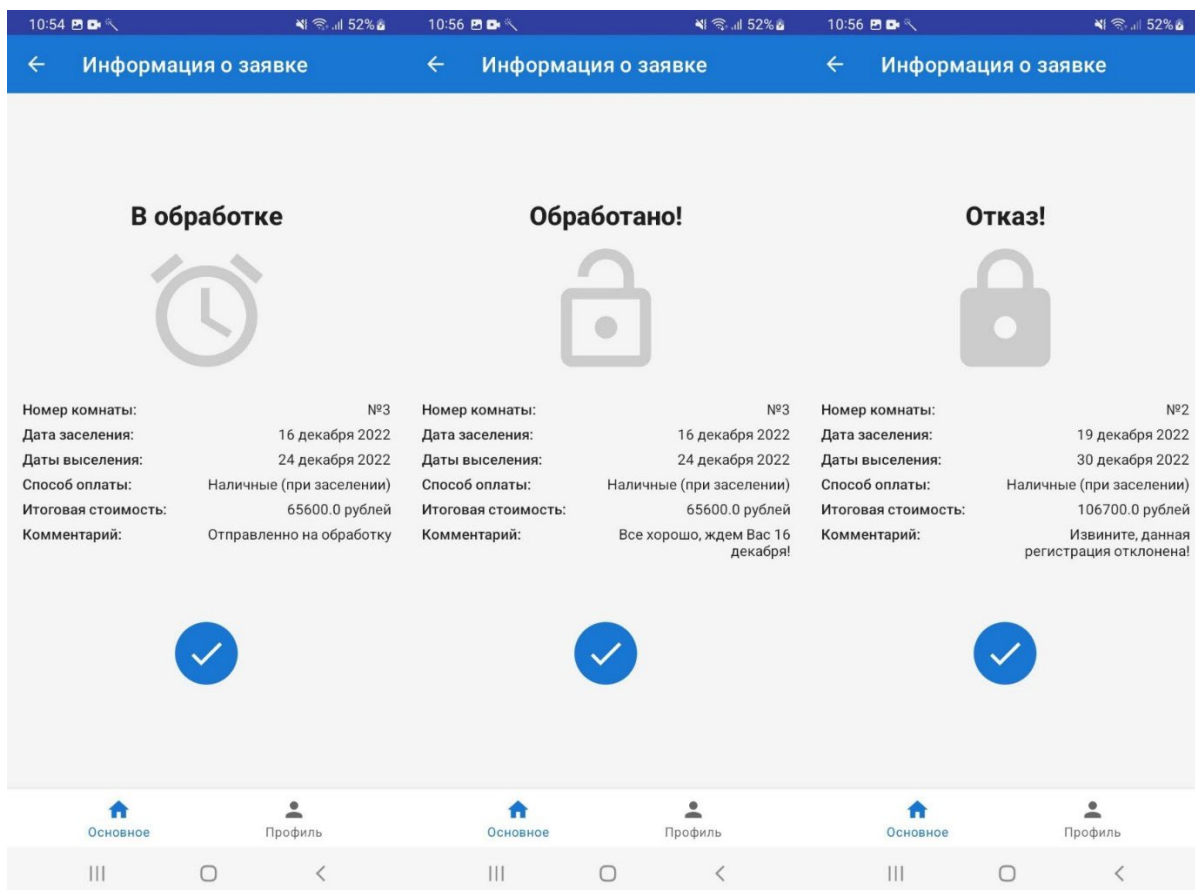 10:54 52%
Информация о заявке
В обработке
Номер комнаты: №3
Дата заселения: 16 декабря 2022
Даты выселения: 24 декабря 2022
Способ оплаты: Наличные (при заселении)
Итоговая стоимость: 65600.0 рублей
Комментарий: Отправленно на обработку
Основное Профиль
10:56 52%
Информация о заявке
Обработано!
Номер комнаты: №3
Дата заселения: 16 декабря 2022
Даты выселения: 24 декабря 2022
Способ оплаты: Наличные (при заселении)
Итоговая стоимость: 65600.0 рублей
Комментарий: Все хорошо, ждем Вас 16
декабря!
Основное Профиль
10:56 52%
Информация о заявке
Отказ!
Номер комнаты: №2
Дата заселения: 19 декабря 2022
Даты выселения: 30 декабря 2022
Способ оплаты: Наличные (при заселении)
Итоговая стоимость: 106700.0 рублей
Комментарий: Извините, данная
регистрация отклонена!
Основное Профиль